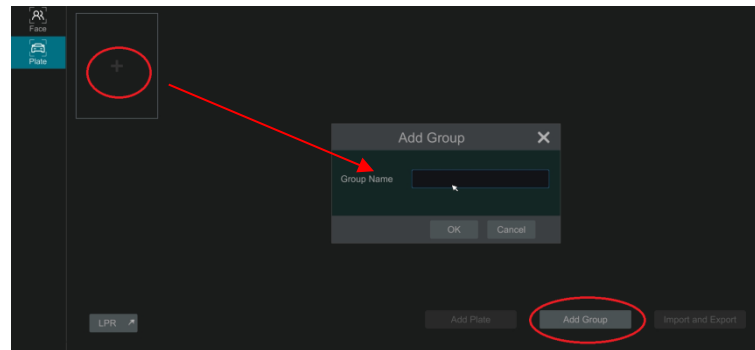 Face
Plate
+
Add Group
Group Name
OK Cancel
LPR Add Plate Add Group Import and Export